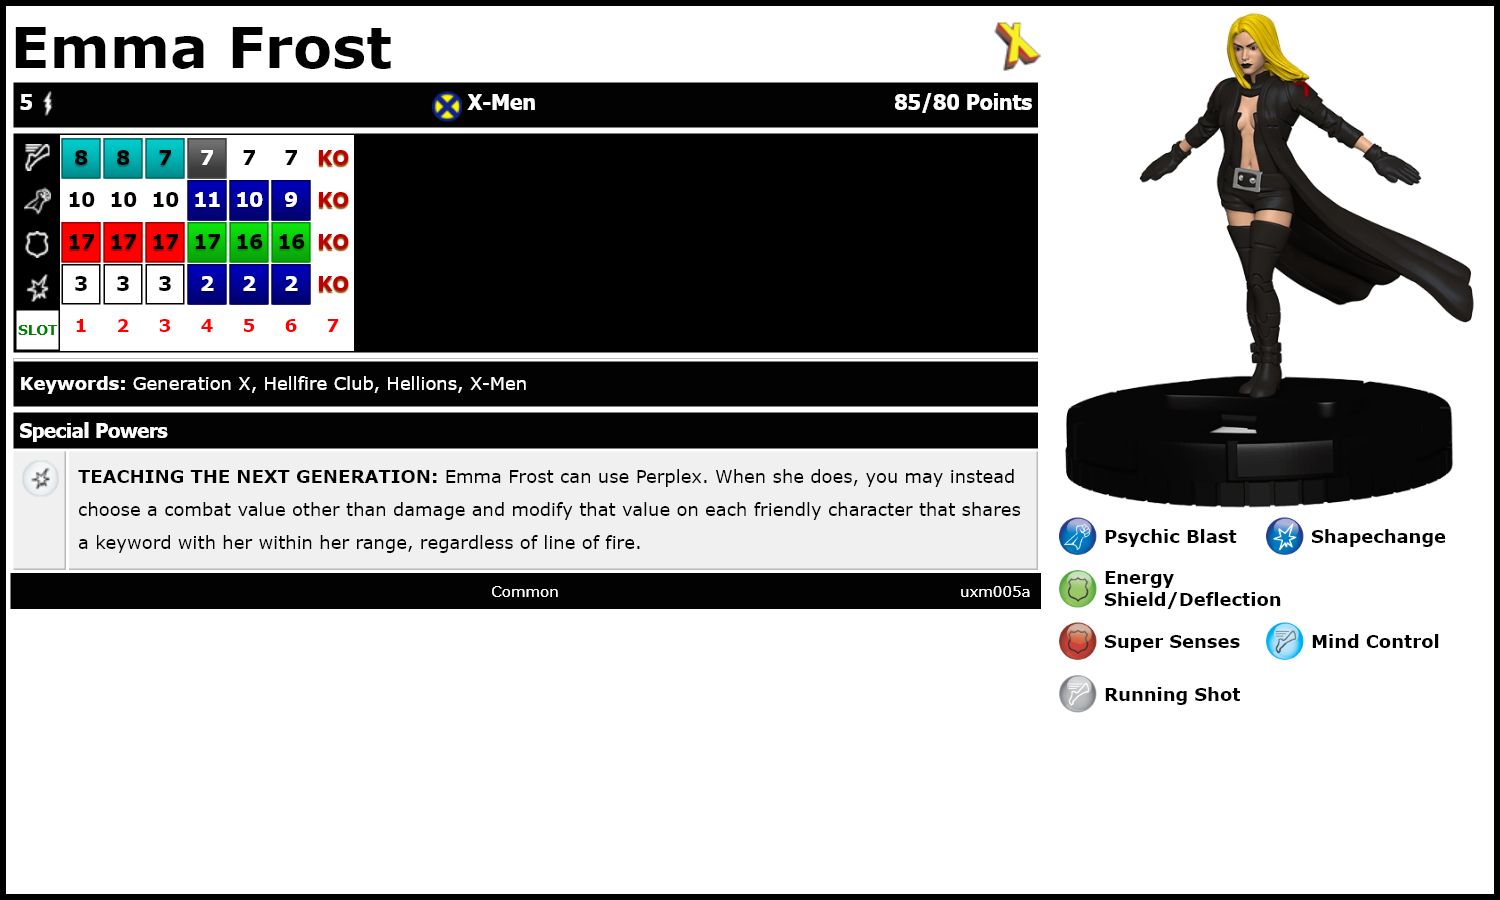 Emma Frost
X
5 X-Men 85/80 Points
8 8 7 7 7 7 KO
10 10 10 11 10 9 KO
17 17 17 17 16 16 KO
3 3 3 2 2 2 KO
SLOT 1 2 3 4 5 6 7
Keywords: Generation X, Hellfire Club, Hellions, X-Men
Special Powers
TEACHING THE NEXT GENERATION: Emma Frost can use Perplex. When she does, you may instead
choose a combat value other than damage and modify that value on each friendly character that shares
a keyword with her within her range, regardless of line of fire.
Common uxm005a
Psychic Blast Shapechange
Energy
Shield/Deflection
Super Senses Mind Control
Running Shot